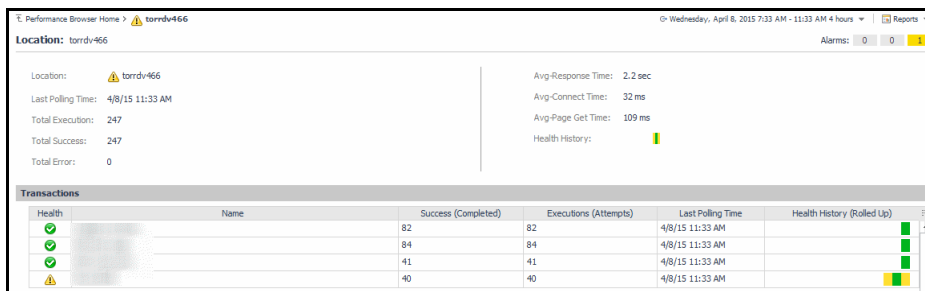 Performance Browser Home > torrdv466 Wednesday, April 8, 2015 7:33 AM - 11:33 AM 4 hours Reports
Location: torrdv466 Alarms: 0 0 1
Location: torrdv466 Avg-Response Time: 2.2 sec
Last Polling Time: 4/8/15 11:33 AM Avg-Connect Time: 32 ms
Total Execution: 247 Avg-Page Get Time: 109 ms
Total Success: 247 Health History:
Total Error: 0
Transactions
Health Name Success (Completed) Executions (Attempts) Last Polling Time Health History (Rolled Up)
82 82 4/8/15 11:33 AM
84 84 4/8/15 11:33 AM
41 41 4/8/15 11:33 AM
40 40 4/8/15 11:33 AM